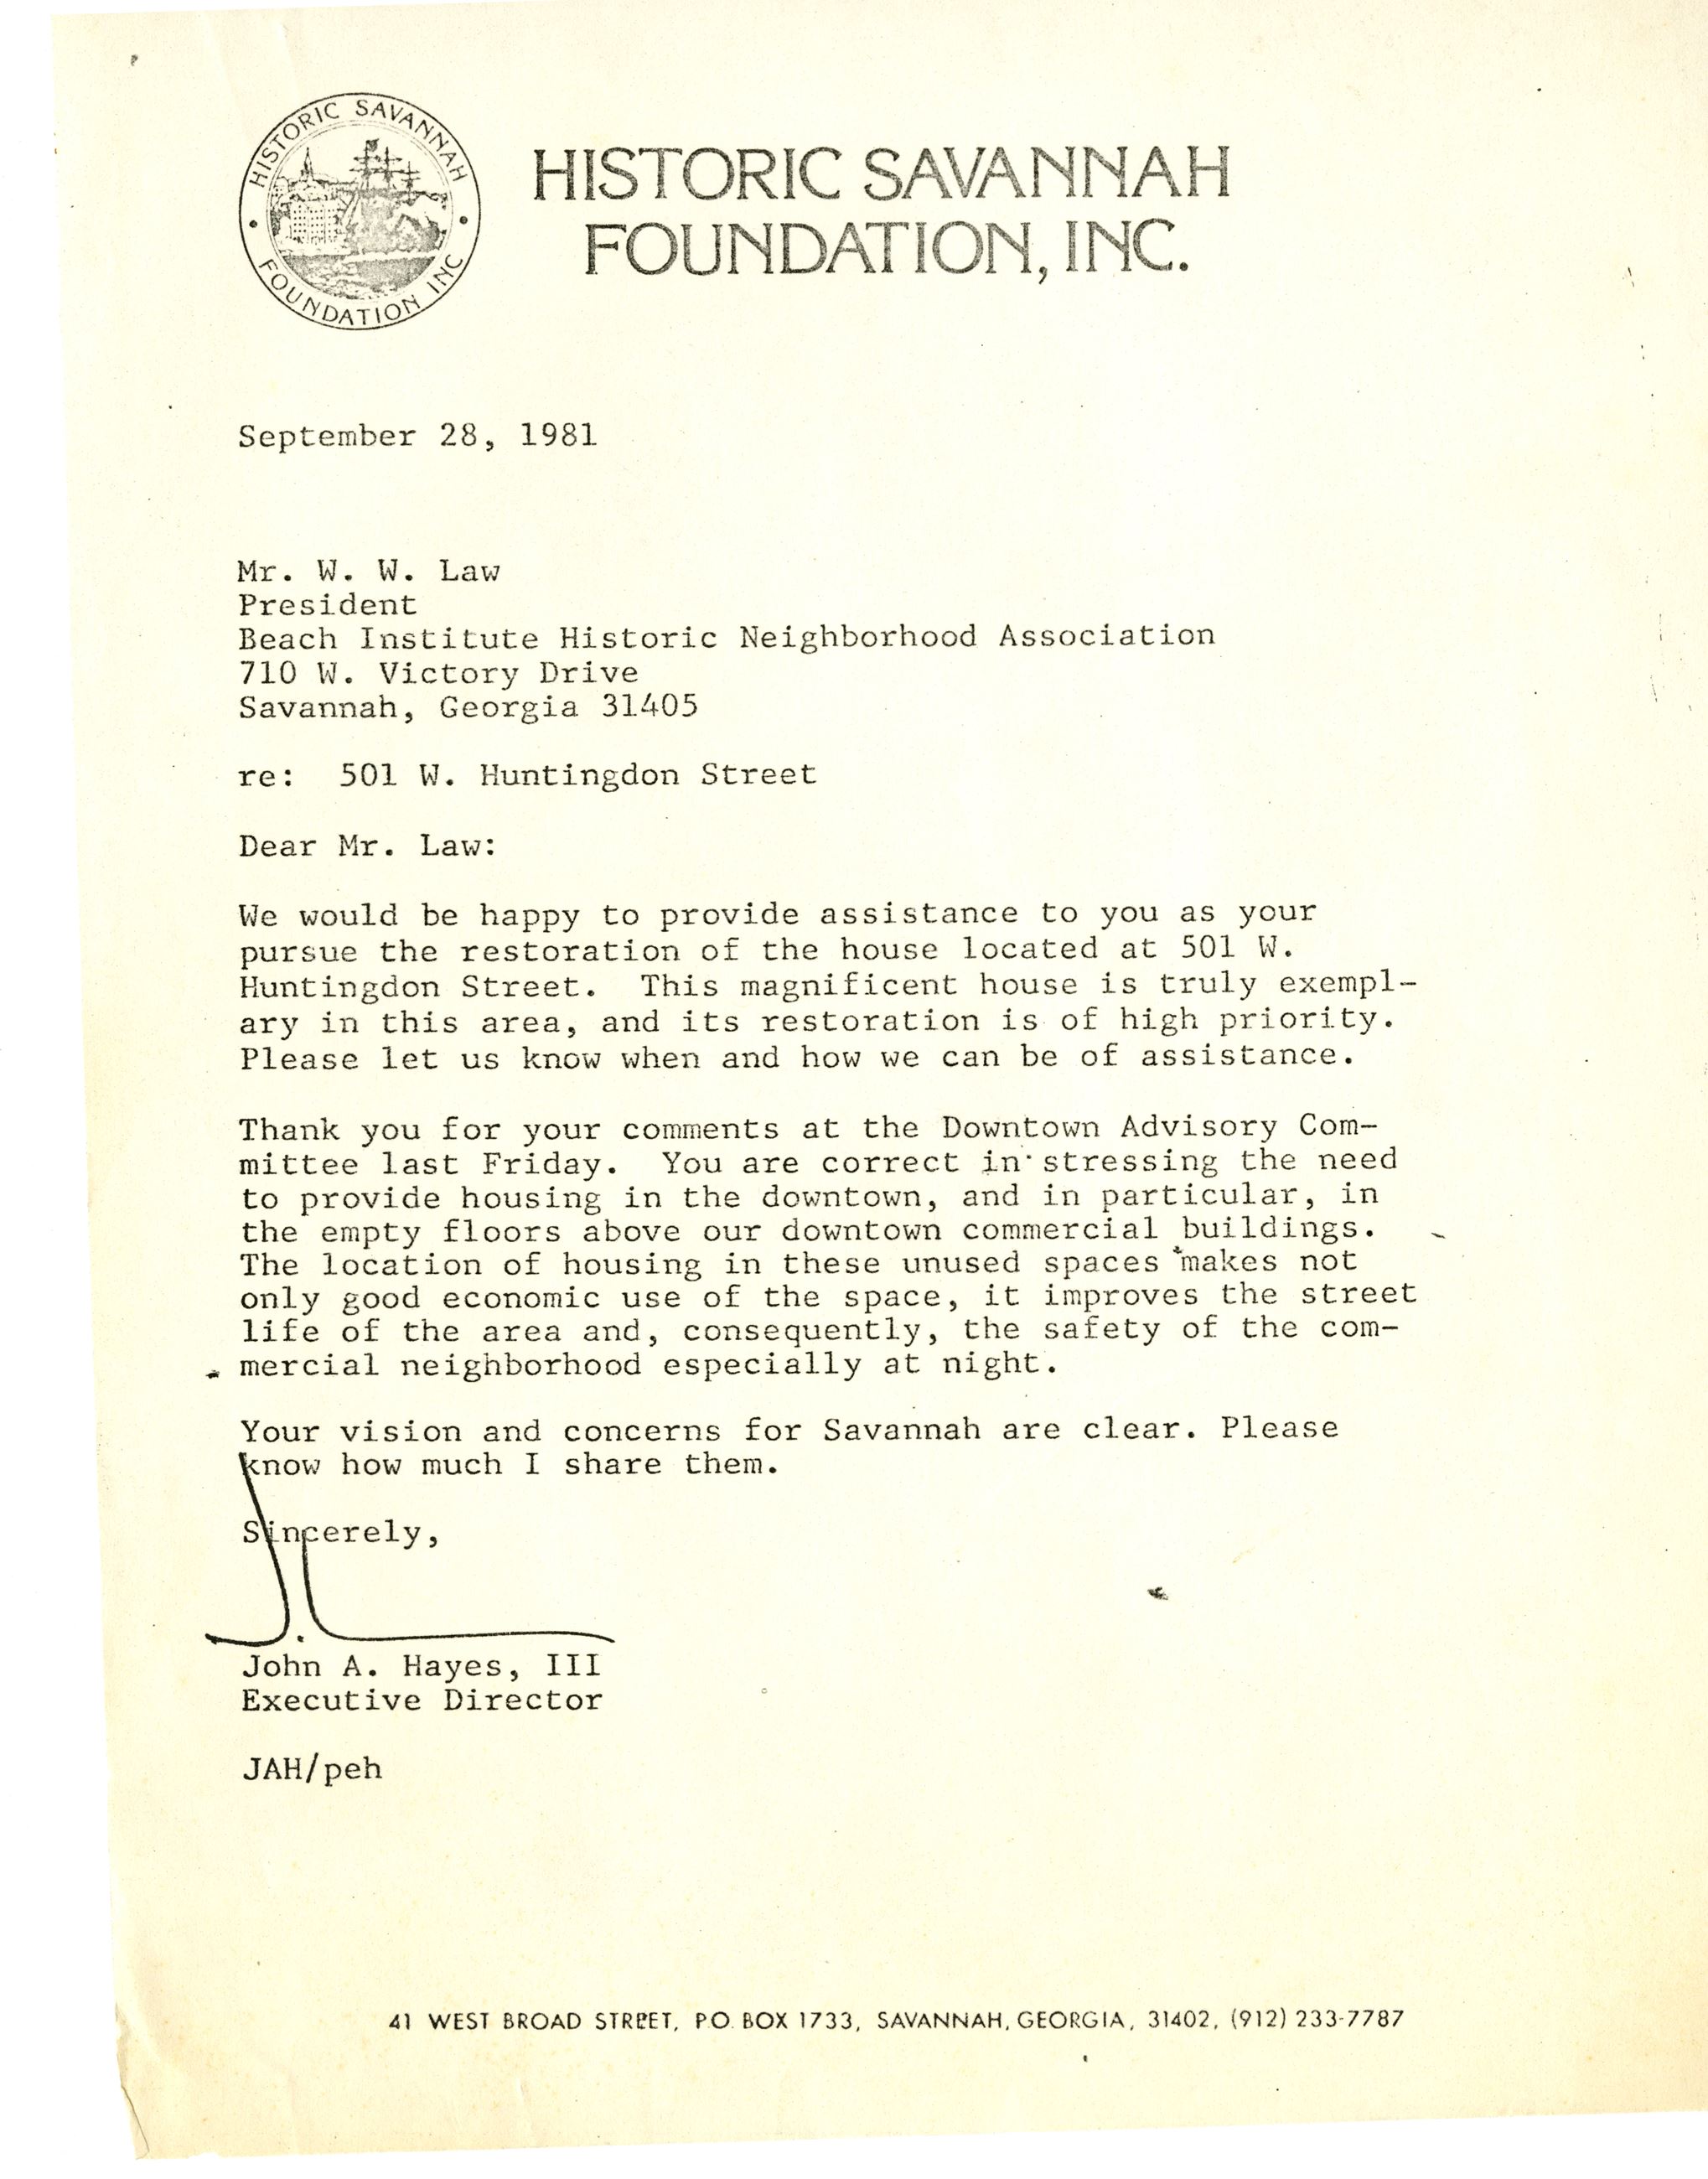 HISTORIC SAVANNAH
FOUNDATION INC
HISTORIC SAVANNAH
FOUNDATION, INC.
September 28, 1981
Mr. W. W. Law
President
Beach Institute Historic Neighborhood Association
710 W. Victory Drive
Savannah, Georgia 31405
re: 501 W. Huntingdon Street
Dear Mr. Law:
We would be happy to provide assistance to you as your
pursue the restoration of the house located at 501 W.
Huntingdon Street. This magnificent house is truly exempl-
ary in this area, and its restoration is of high priority.
Please let us know when and how we can be of assistance.
Thank you for your comments at the Downtown Advisory Com-
mittee last Friday. You are correct in stressing the need
to provide housing in the downtown, and in particular, in
the empty floors above our downtown commercial buildings.
The location of housing in these unused spaces makes not
only good economic use of the space, it improves the street
life of the area and, consequently, the safety of the com-
mercial neighborhood especially at night.
Your vision and concerns for Savannah are clear. Please
know how much I share them.
Sincerely,
John A. Hayes, III
Executive Director
JAH/peh
41 WEST BROAD STREET, P.O. BOX 1733, SAVANNAH, GEORGIA, 31402, (912) 233-7787